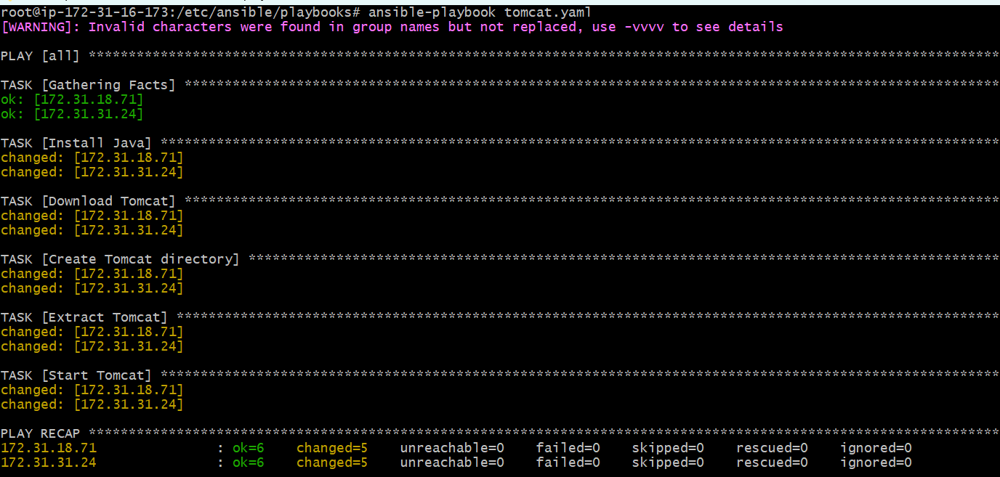 root@ip-172-31-16-173:/etc/ansible/playbooks# ansible-playbook tomcat.yaml
[WARNING]: Invalid characters were found in group names but not replaced, use -vvvv to see details
PLAY [all] ******************************************************************************************************************
TASK [Gathering Facts] ******************************************************************************************************
ok: [172.31.18.71]
ok: [172.31.31.24]
TASK [Install Java] *********************************************************************************************************
changed: [172.31.18.71]
changed: [172.31.31.24]
TASK [Download Tomcat] ******************************************************************************************************
changed: [172.31.18.71]
changed: [172.31.31.24]
TASK [Create Tomcat directory] **********************************************************************************************
changed: [172.31.18.71]
changed: [172.31.31.24]
TASK [Extract Tomcat] *******************************************************************************************************
changed: [172.31.18.71]
changed: [172.31.31.24]
TASK [Start Tomcat] *********************************************************************************************************
changed: [172.31.18.71]
changed: [172.31.31.24]
PLAY RECAP ******************************************************************************************************************
172.31.18.71               : ok=6    changed=5    unreachable=0    failed=0    skipped=0    rescued=0    ignored=0
172.31.31.24               : ok=6    changed=5    unreachable=0    failed=0    skipped=0    rescued=0    ignored=0